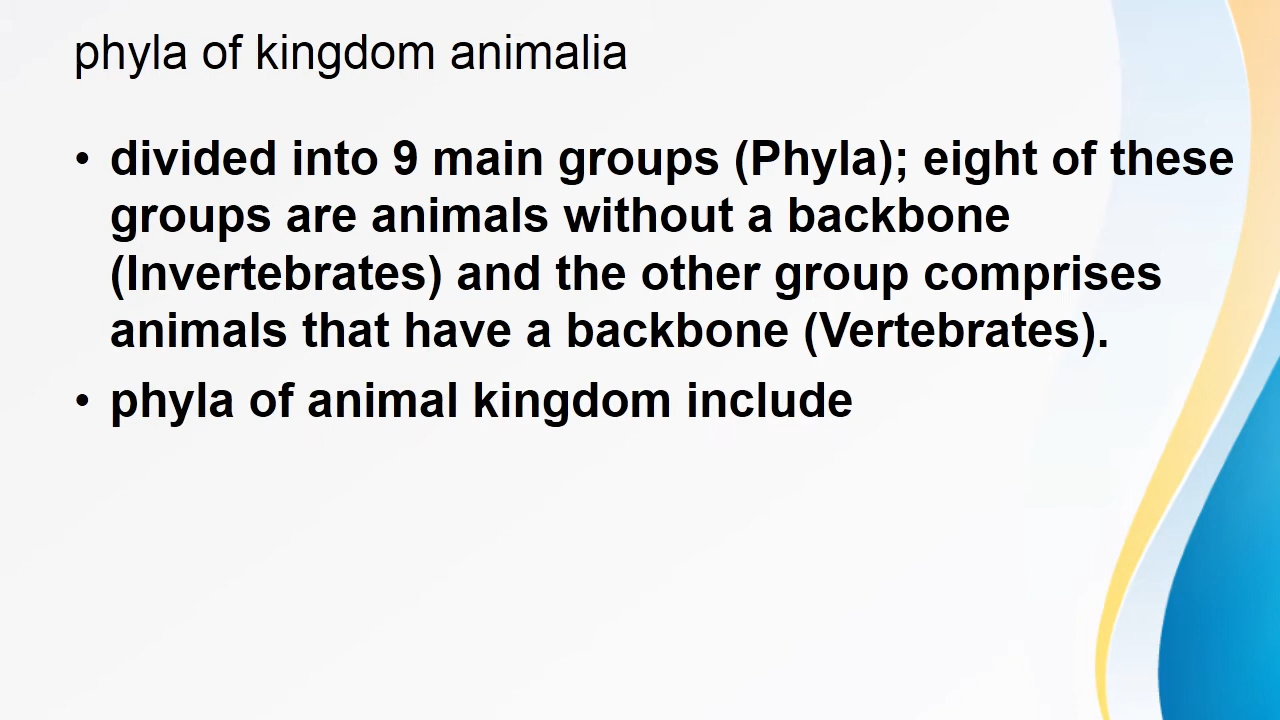 phyla of kingdom animalia
• divided into 9 main groups (Phyla); eight of these
groups are animals without a backbone
(Invertebrates) and the other group comprises
animals that have a backbone (Vertebrates).
• phyla of animal kingdom include